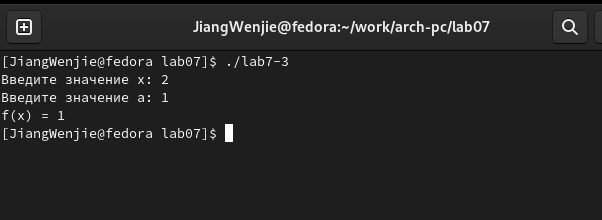 JiangWenjie@fedora:~/work/arch-pc/lab07
[JiangWenjie@fedora lab07]$ ./lab7-3
Введите значение x: 2
Введите значение a: 1
f(x) = 1
[JiangWenjie@fedora lab07]$